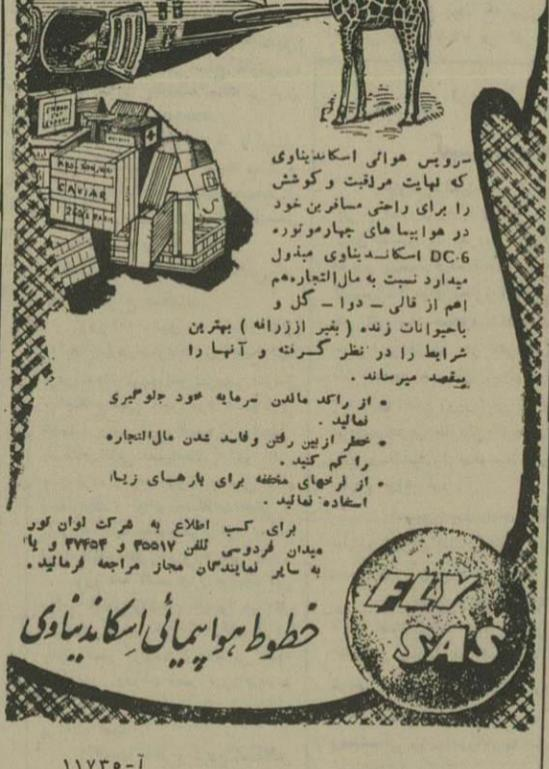 CAVIAR
سرویس هوائی اسکاندیناوی
که نهایت مراقبت و کوشش
را برای راحتی مسافرین خود
در هواپیما های چهارموتوره
DC-6 اسکاندیناوی مبذول
میدارد نسبت به مال‌التجاره‌هم
اهم از قالی ـ دوا ـ گل و
باحیوانات زنده ( بغیر اززرافه ) بهترین
شرایط را در نظر گرفته و آنها را
بمقصد میرساند .
• از راکد ماندن سرمایه خود جلوگیری
نمائید .
• خطر ازبین رفتن وفاسد شدن مال‌التجاره
را کم کنید .
• از نرخهای مخففه برای بارهای زیاد
استفاده نمائید .
برای کسب اطلاع به شرکت لوان تور
میدان فردوسی تلفن ۳۵۵۱۷ و ۳۷۴۵۳ و یا
به سایر نمایندگان مجاز مراجعه فرمائید .
FLY
SAS
خطوط هواپیمائی اسکاندیناوی
آ-۱۱۷۳۵